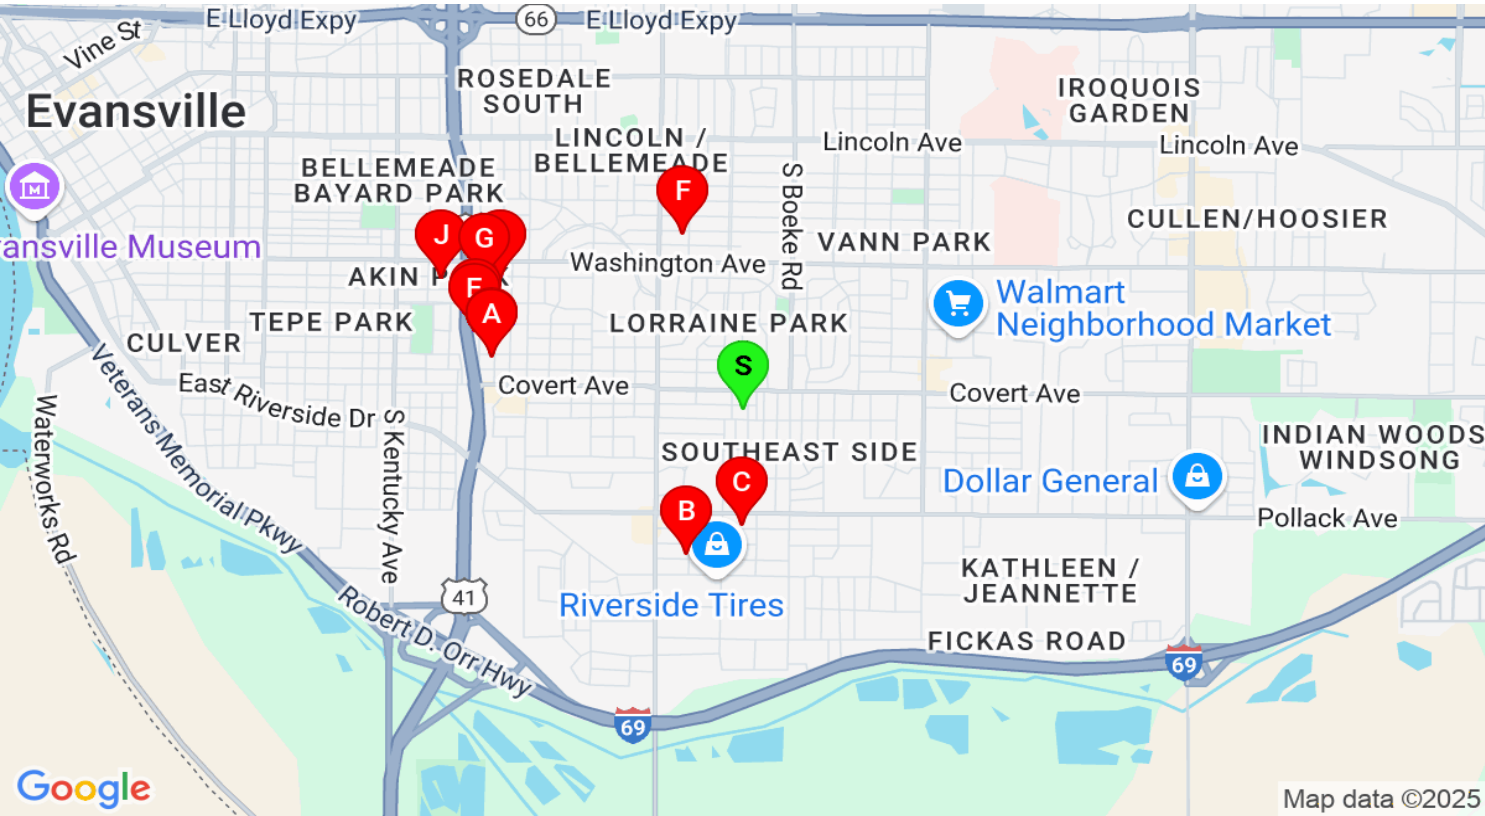 E Lloyd Expy
66
E Lloyd Expy
Vine St
ROSEDALE
SOUTH
IROQUOIS
GARDEN
Evansville
LINCOLN /
BELLEMEADE
Lincoln Ave
Lincoln Ave
BELLEMEADE
BAYARD PARK
M
F
S Boeke Rd
CULLEN/HOOSIER
J
G
VANN PARK
ansville Museum
Washington Ave
AKIN P
K
E
Walmart
Neighborhood Market
A
TEPE PARK
LORRAINE PARK
CULVER
S
Veterans Memorial Pkwy
East Riverside Dr
Covert Ave
Covert Ave
Waterworks Rd
S Kentucky Ave
SOUTHEAST SIDE
INDIAN WOODS
WINDSONG
C
Dollar General
B
Pollack Ave
KATHLEEN /
JEANNETTE
41
Riverside Tires
Robert D. Orr Hwy
FICKAS ROAD
69
69
Google
Map data ©2025